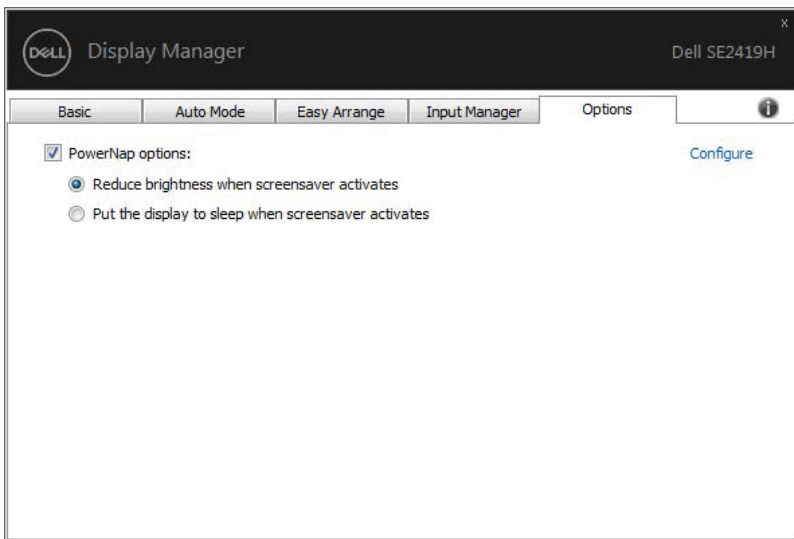 x
DELL Display Manager Dell SE2419H
Basic Auto Mode Easy Arrange Input Manager Options i
PowerNap options: Configure
Reduce brightness when screensaver activates
Put the display to sleep when screensaver activates